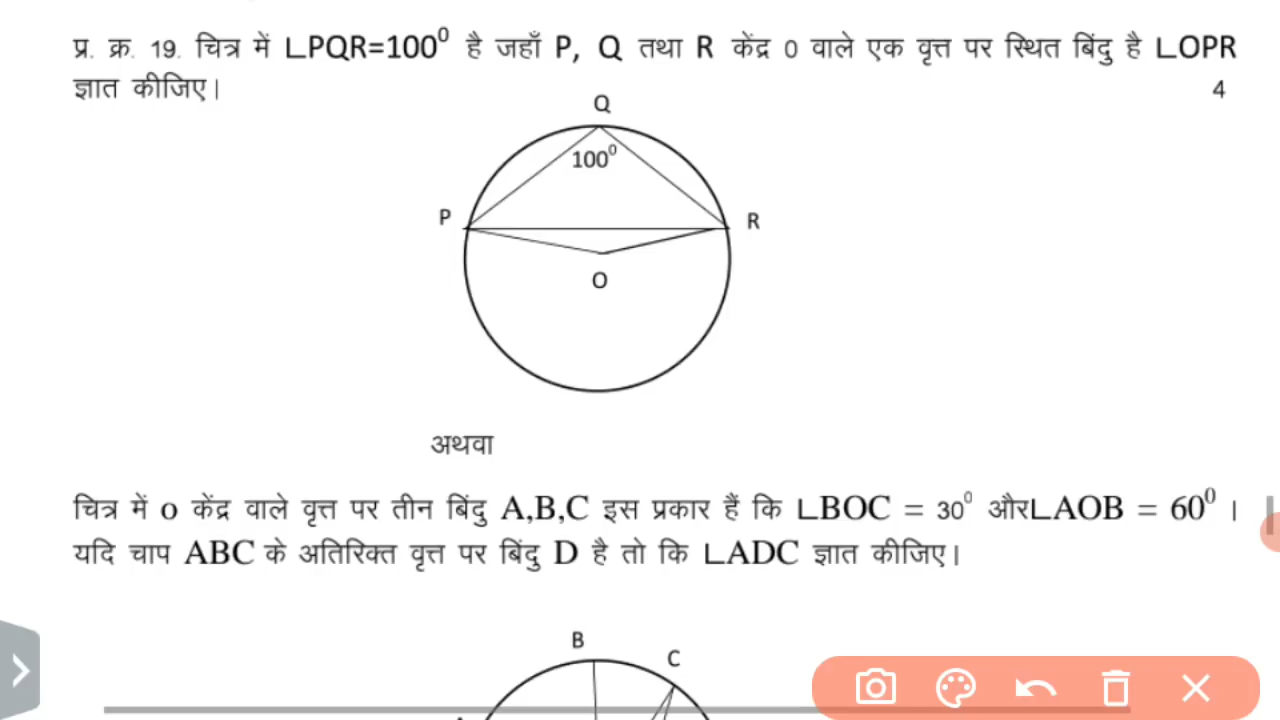 प्र. क्र. 19. चित्र में ∟PQR=100⁰ है जहाँ P, Q तथा R केंद्र 0 वाले एक वृत्त पर स्थित बिंदु है ∟OPR
ज्ञात कीजिए। 4
Q
100⁰
P R
O
अथवा
चित्र में o केंद्र वाले वृत्त पर तीन बिंदु A,B,C इस प्रकार हैं कि ∟BOC = 30⁰ और∟AOB = 60⁰ ।
यदि चाप ABC के अतिरिक्त वृत्त पर बिंदु D है तो कि ∟ADC ज्ञात कीजिए।
B
C